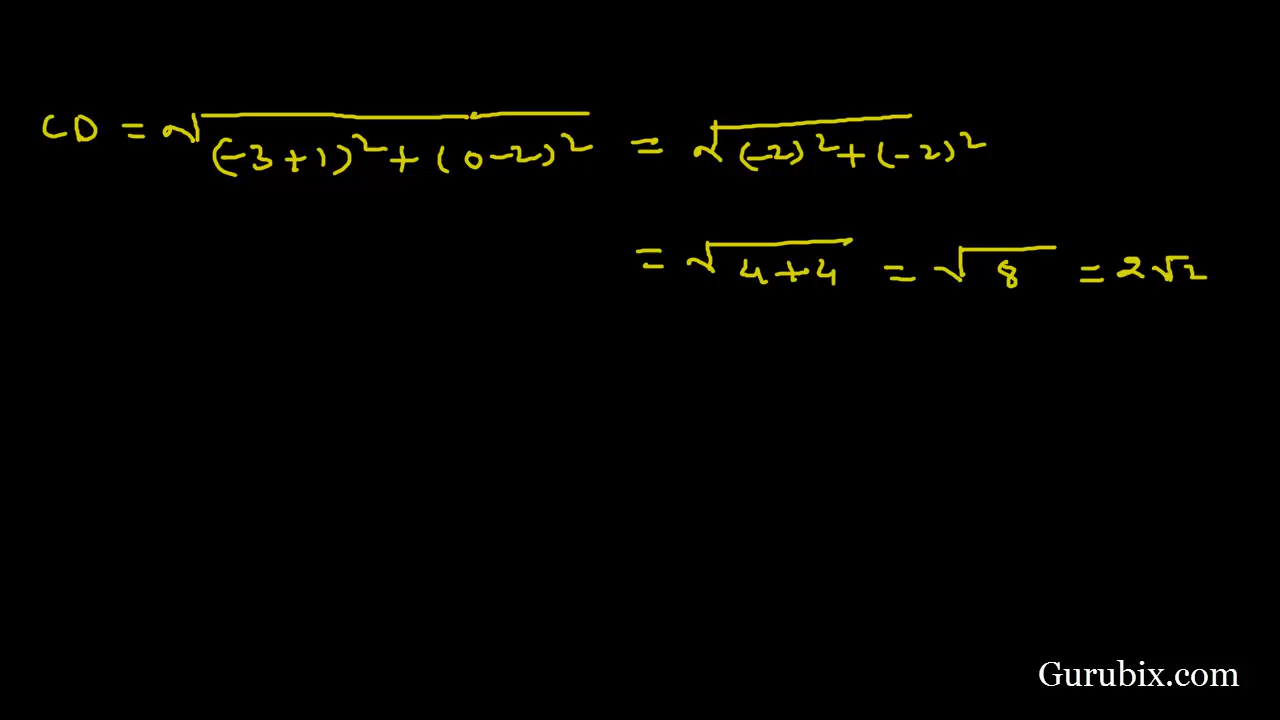 CD = √(-3+1)² + (0-2)² = √(-2)² + (-2)²
= √4+4 = √8 = 2√2
Gurubix.com